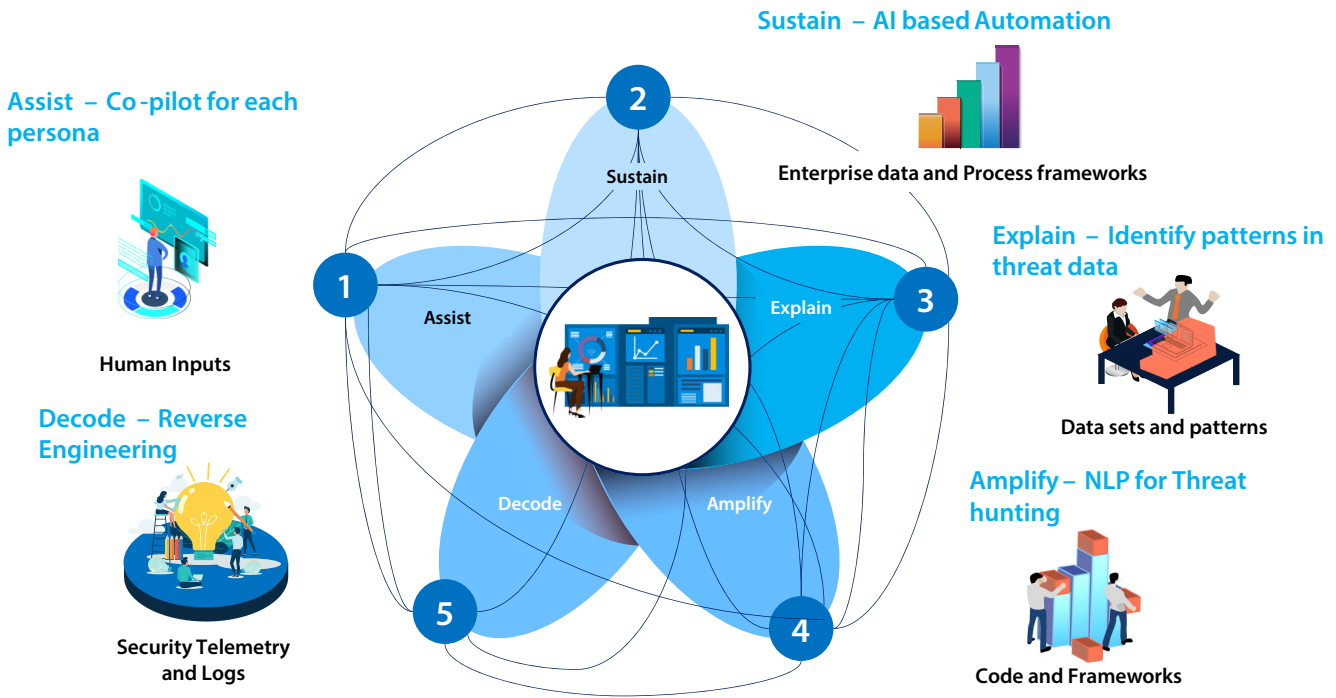 Sustain – AI based Automation
Enterprise data and Process frameworks
Assist – Co-pilot for each
persona
Human Inputs
Decode – Reverse
Engineering
Security Telemetry
and Logs
2
Sustain
1
Assist
3
Explain
Decode
Amplify
5
4
Explain – Identify patterns in
threat data
Data sets and patterns
Amplify – NLP for Threat
hunting
Code and Frameworks